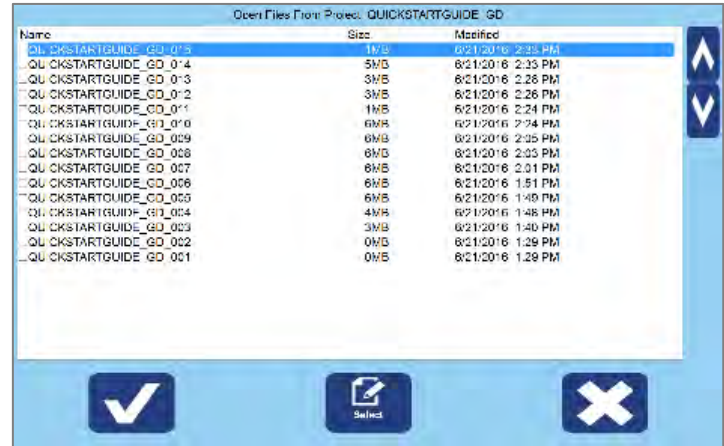 Open Files From Project QUICKSTARTGUIDE_GD
Name Size Modified
QUICKSTARTGUIDE_GD_015 1MB 6/21/2016 2:33 PM
QUICKSTARTGUIDE_GD_014 5MB 6/21/2016 2:33 PM
QUICKSTARTGUIDE_GD_013 3MB 6/21/2016 2:28 PM
QUICKSTARTGUIDE_GD_012 3MB 6/21/2016 2:26 PM
QUICKSTARTGUIDE_GD_011 1MB 6/21/2016 2:24 PM
QUICKSTARTGUIDE_GD_010 6MB 6/21/2016 2:24 PM
QUICKSTARTGUIDE_GD_009 6MB 6/21/2016 2:05 PM
QUICKSTARTGUIDE_GD_008 6MB 6/21/2016 2:03 PM
QUICKSTARTGUIDE_GD_007 6MB 6/21/2016 2:01 PM
QUICKSTARTGUIDE_GD_006 6MB 6/21/2016 1:51 PM
QUICKSTARTGUIDE_GD_005 6MB 6/21/2016 1:49 PM
QUICKSTARTGUIDE_GD_004 4MB 6/21/2016 1:48 PM
QUICKSTARTGUIDE_GD_003 3MB 6/21/2016 1:40 PM
QUICKSTARTGUIDE_GD_002 0MB 6/21/2016 1:29 PM
QUICKSTARTGUIDE_GD_001 0MB 6/21/2016 1:29 PM
Select